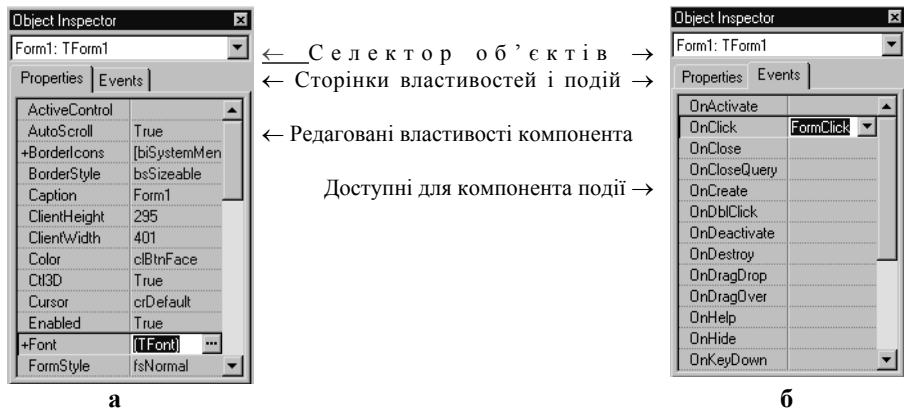 Object Inspector
Form1: TForm1
Properties Events
ActiveControl
AutoScroll True
+BorderIcons [biSystemMen
BorderStyle bsSizeable
Caption Form1
ClientHeight 295
ClientWidth 401
Color clBtnFace
Ctl3D True
Cursor crDefault
Enabled True
+Font (TFont) ...
FormStyle fsNormal
а
← Селектор об’єктів →
← Сторінки властивостей і подій →
← Редаговані властивості компонента
Доступні для компонента події →
Object Inspector
Form1: TForm1
Properties Events
OnActivate
OnClick FormClick
OnClose
OnCloseQuery
OnCreate
OnDblClick
OnDeactivate
OnDestroy
OnDragDrop
OnDragOver
OnHelp
OnHide
OnKeyDown
б